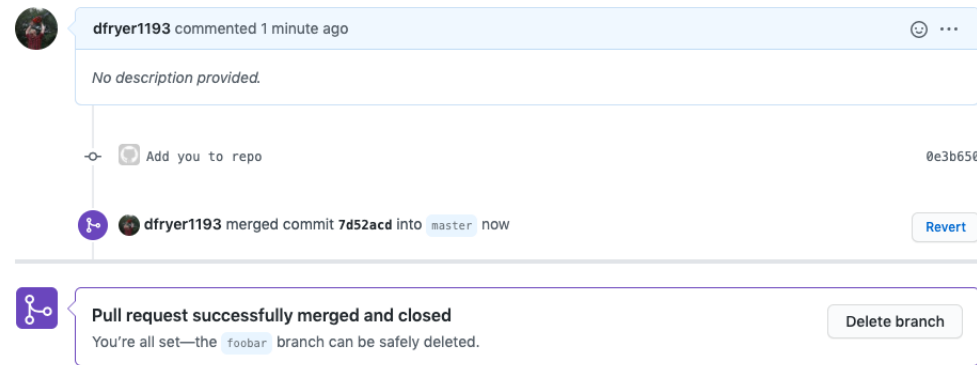 dfryer1193 commented 1 minute ago
No description provided.
Add you to repo 0e3b650
dfryer1193 merged commit 7d52acd into master now Revert
Pull request successfully merged and closed
You're all set—the foobar branch can be safely deleted.
Delete branch